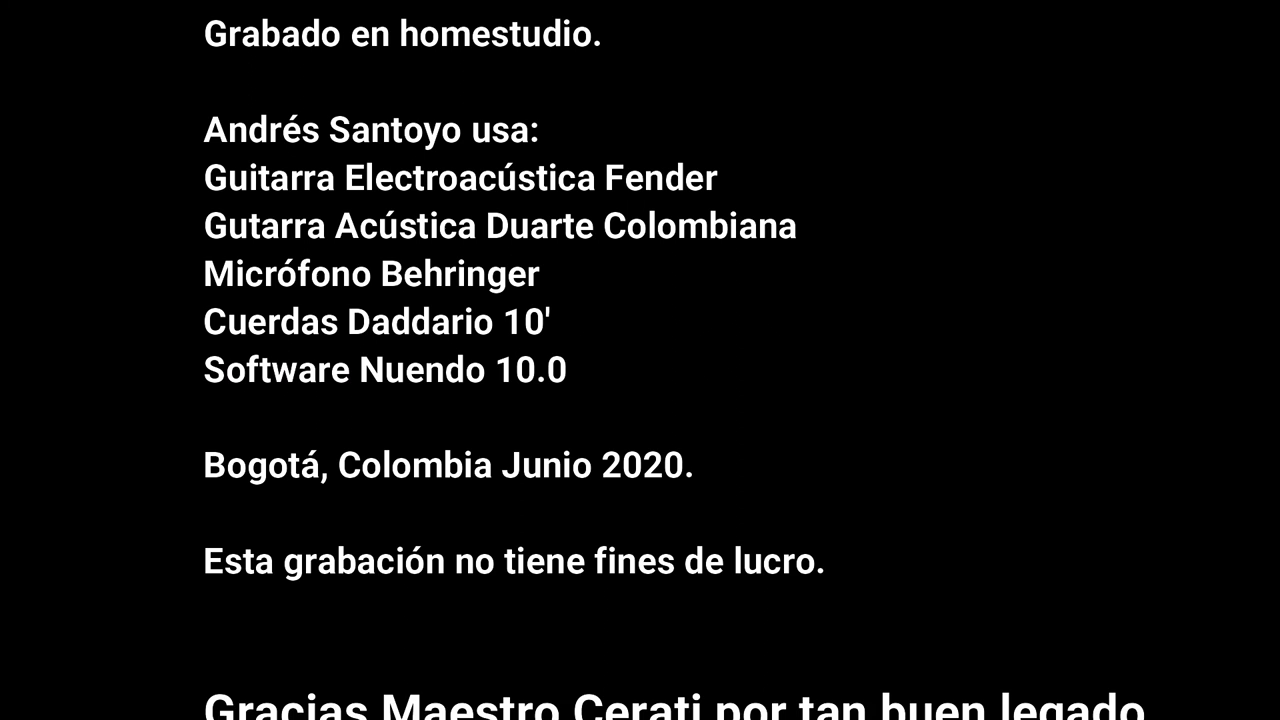 Grabado en homestudio.
Andrés Santoyo usa:
Guitarra Electroacústica Fender
Gutarra Acústica Duarte Colombiana
Micrófono Behringer
Cuerdas Daddario 10'
Software Nuendo 10.0
Bogotá, Colombia Junio 2020.
Esta grabación no tiene fines de lucro.
Gracias Maestro Cerati por tan buen legado